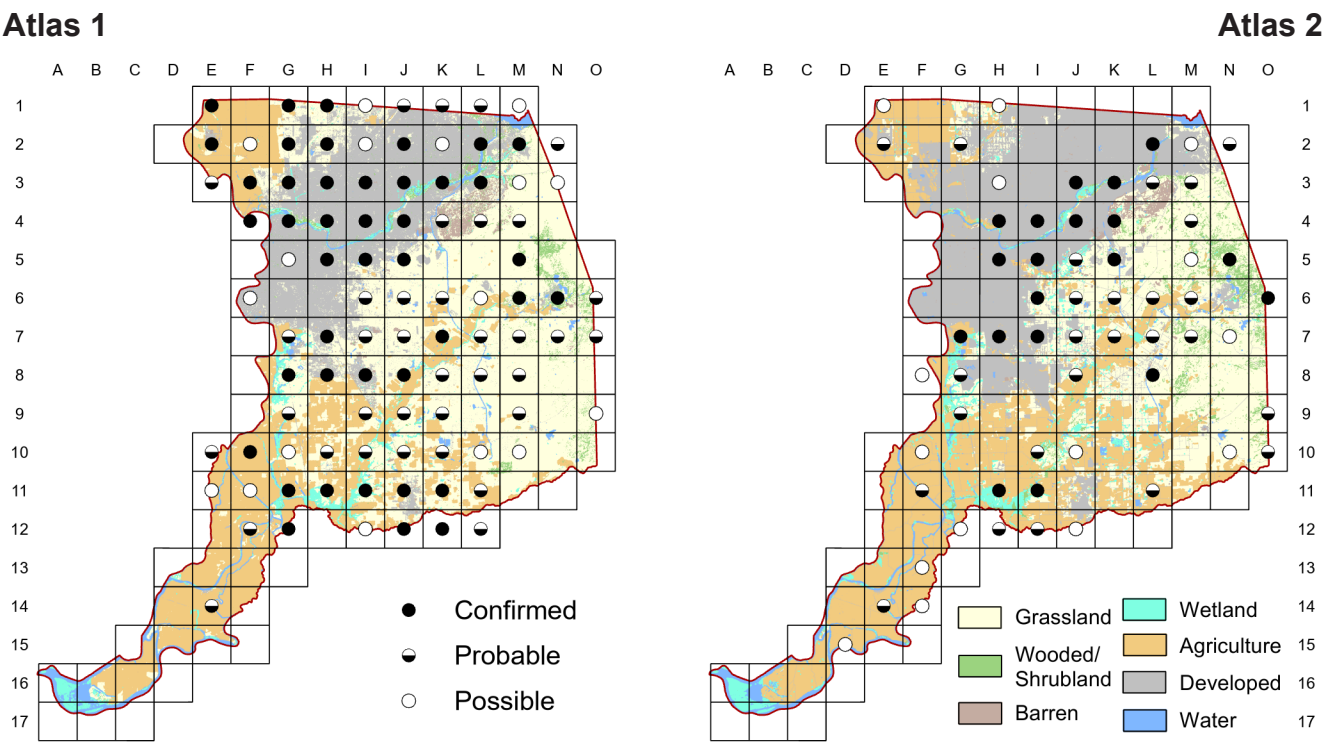 Atlas 1
Atlas 2
A B C D E F G H I J K L M N O
A B C D E F G H I J K L M N O
1
2
3
4
5
6
7
8
9
10
11
12
13
14
15
16
17
1
2
3
4
5
6
7
8
9
10
11
12
13
14
15
16
17
Confirmed
Probable
Possible
Grassland
Wooded/
Shrubland
Barren
Wetland
Agriculture
Developed
Water